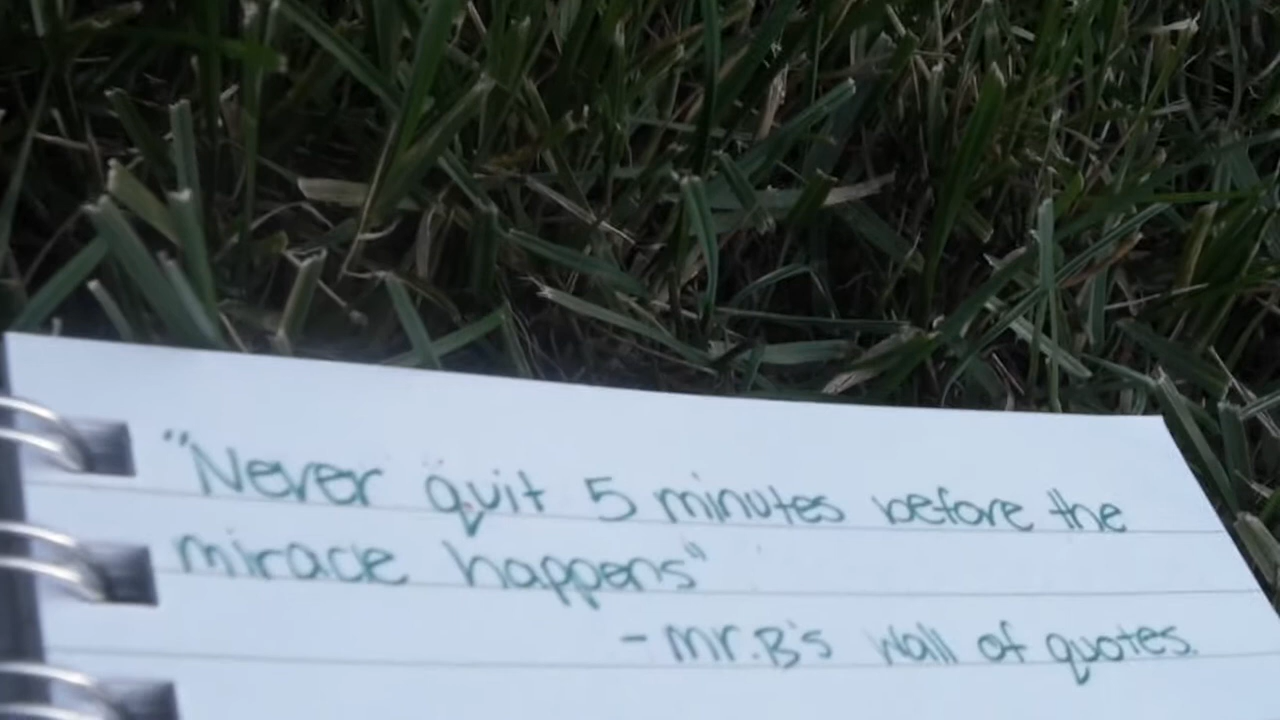 "Never quit 5 minutes before the
miracle happens"
- Mr. B's Wall of quotes.